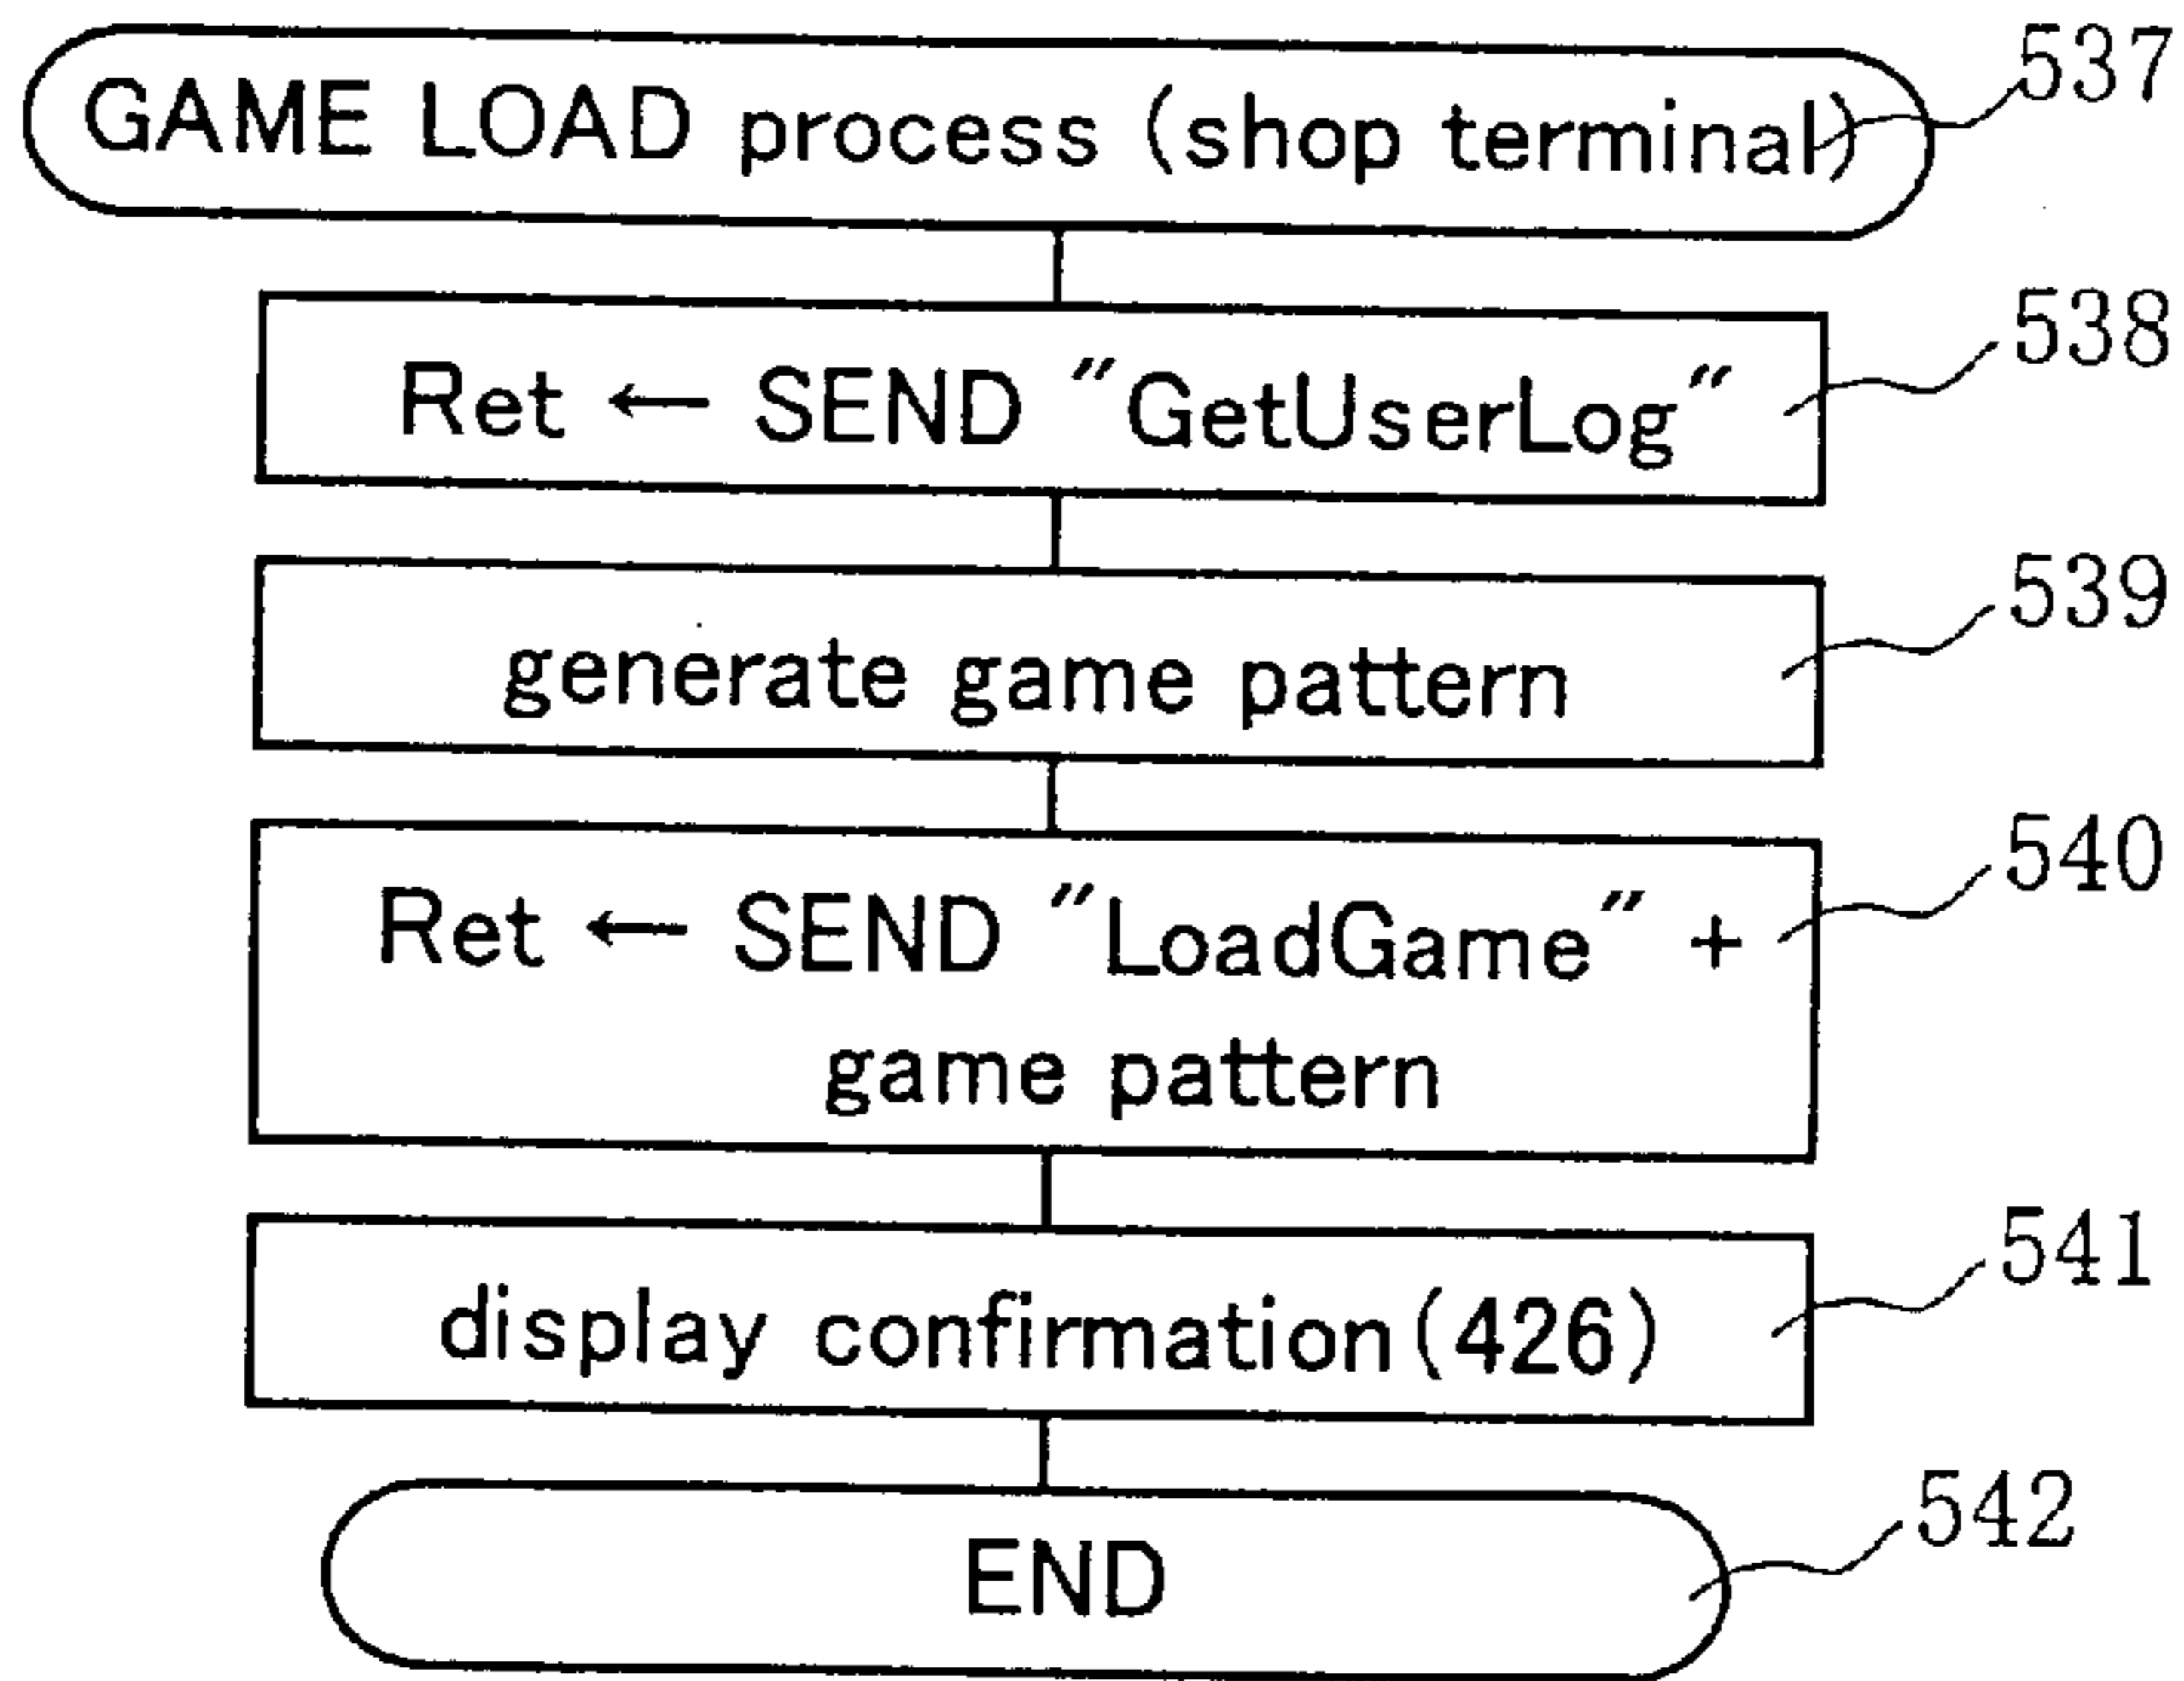 GAME LOAD process (shop terminal)
537
Ret ← SEND "GetUserLog"
538
generate game pattern
539
Ret ← SEND "LoadGame" +
540
game pattern
display confirmation(426)
541
END
542